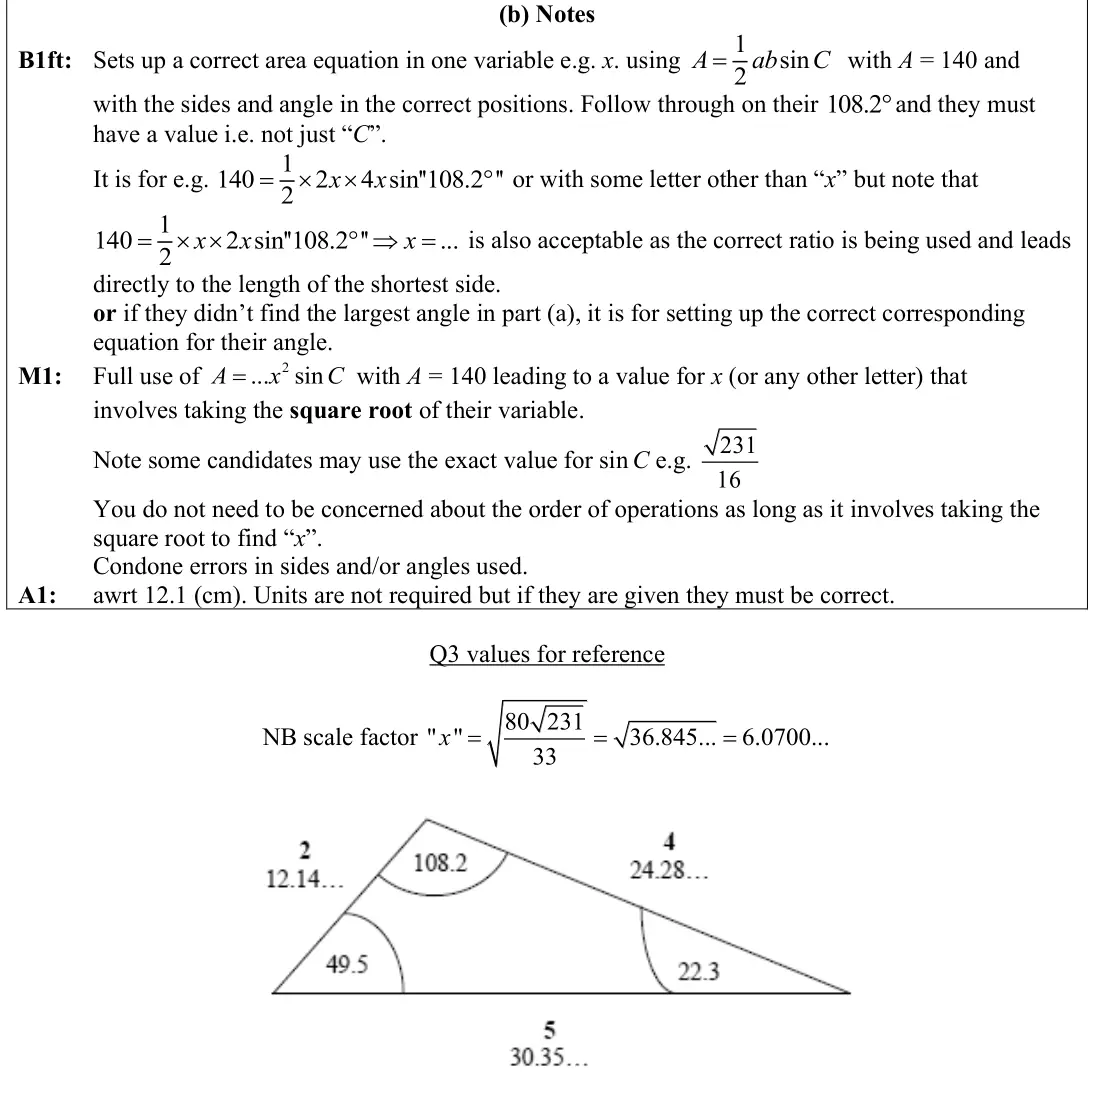 (b) Notes
B1ft: Sets up a correct area equation in one variable e.g. x. using A = 1/2 ab sin C with A = 140 and
with the sides and angle in the correct positions. Follow through on their 108.2° and they must
have a value i.e. not just “C”.
It is for e.g. 140 = 1/2 × 2x × 4x sin"108.2°" or with some letter other than “x” but note that
140 = 1/2 × x × 2x sin"108.2°" ⇒ x = ... is also acceptable as the correct ratio is being used and leads
directly to the length of the shortest side.
or if they didn’t find the largest angle in part (a), it is for setting up the correct corresponding
equation for their angle.
M1: Full use of A = ...x² sin C with A = 140 leading to a value for x (or any other letter) that
involves taking the square root of their variable.
Note some candidates may use the exact value for sin C e.g. √231/16
You do not need to be concerned about the order of operations as long as it involves taking the
square root to find “x”.
Condone errors in sides and/or angles used.
A1: awrt 12.1 (cm). Units are not required but if they are given they must be correct.
Q3 values for reference
NB scale factor "x" = √(80√231/33) = √36.845... = 6.0700...
2
12.14…
108.2
4
24.28…
49.5
22.3
5
30.35…